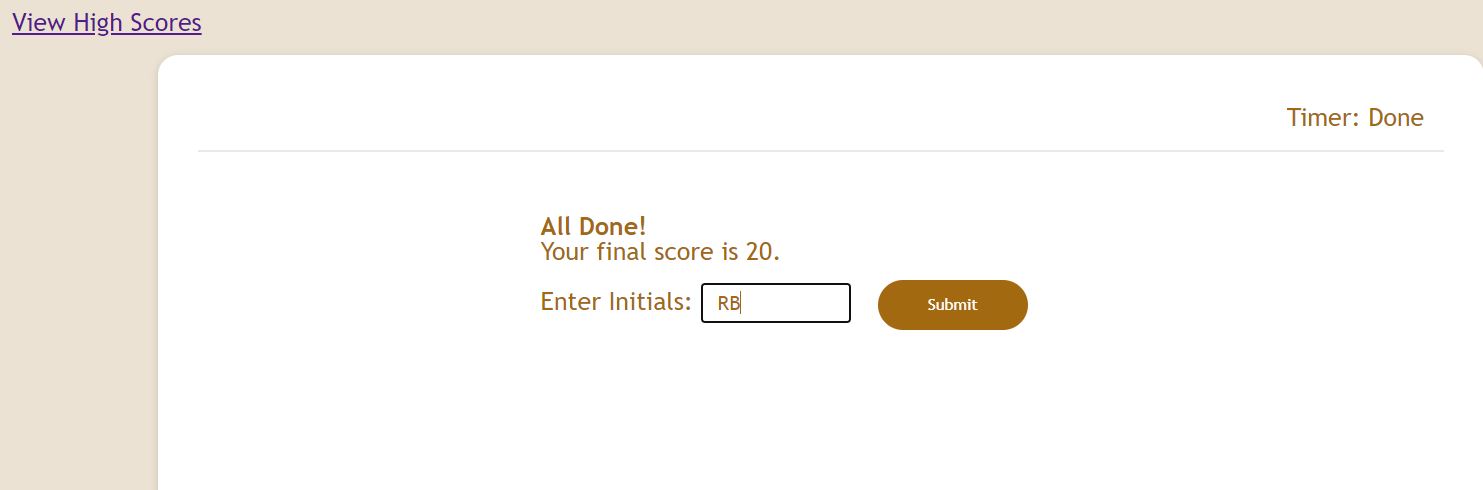 View High Scores
Timer: Done
All Done!
Your final score is 20.
Enter Initials: RB Submit